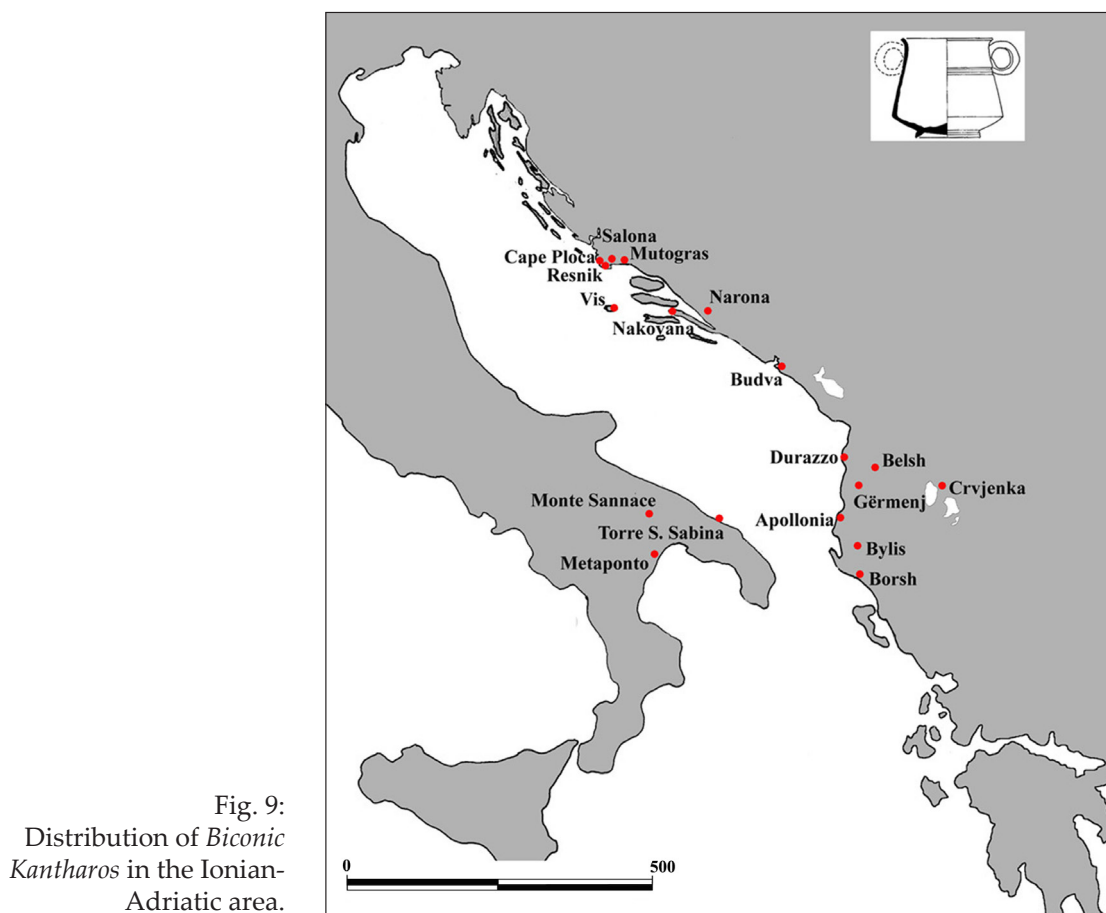 Salona
Cape Ploca
Mutogras
Resnik
Vis
Narona
Nakovana
Budva
Durazzo
Belsh
Crvjenka
Gërmenj
Monte Sannace
Apollonia
Torre S. Sabina
Bylis
Metaponto
Borsh
0 500
Fig. 9:
Distribution of Biconic
Kantharos in the Ionian-
Adriatic area.